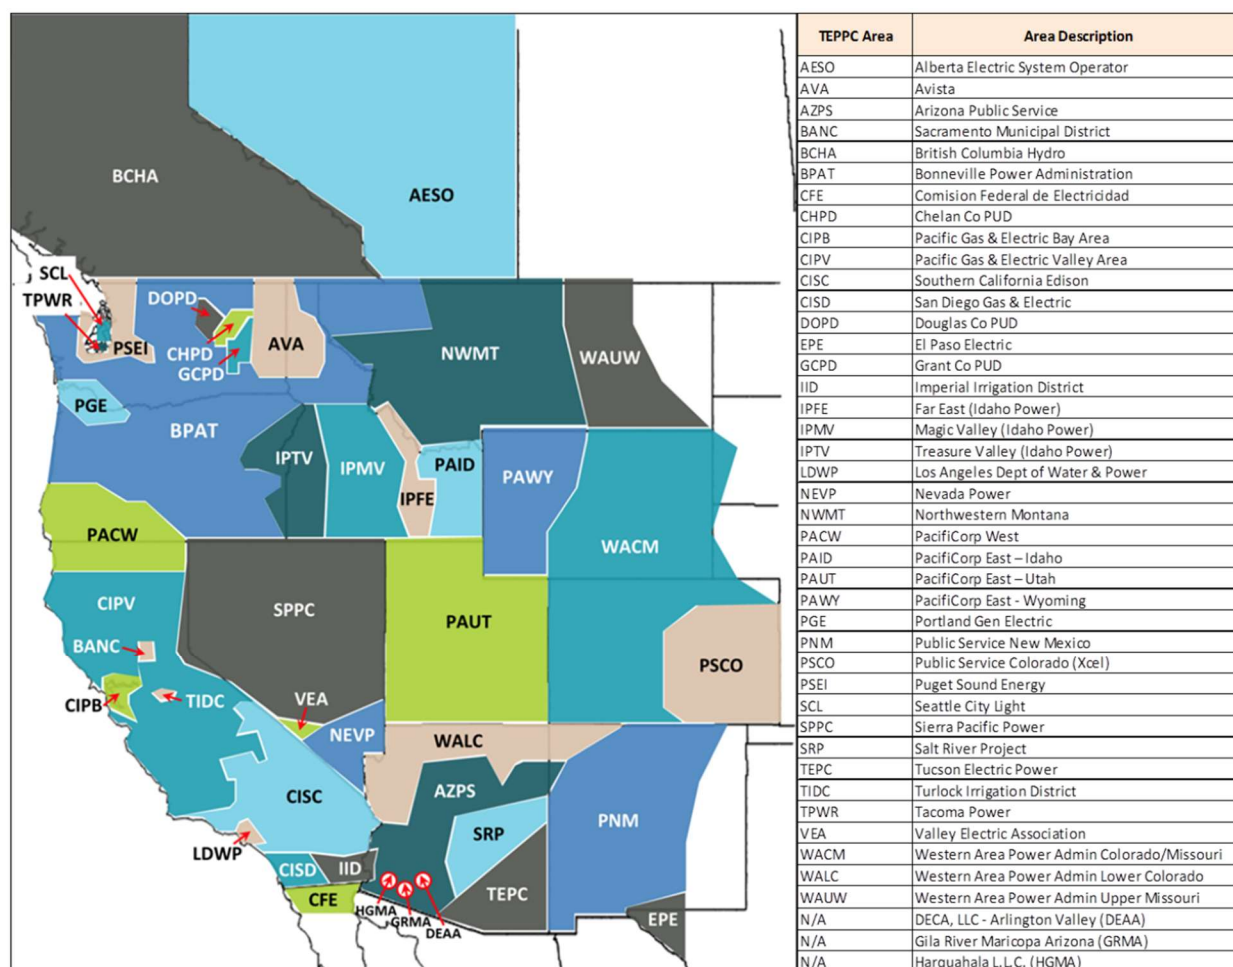 BCHA
AESO
SCL
TPWR
DOPD
PSEI
CHPD
GCPD
AVA
NWMT
WAUW
PGE
BPAT
IPTV
IPMV
IPFE
PAID
PAWY
PACW
WACM
CIPV
SPPC
PAUT
BANC
PSCO
CIPB
TIDC
VEA
NEVP
WALC
CISC
AZPS
PNM
SRP
LDWP
CISD
IID
TEPC
CFE
HGMA
GRMA
DEAA
EPE
TEPPC Area Area Description
AESO Alberta Electric System Operator
AVA Avista
AZPS Arizona Public Service
BANC Sacramento Municipal District
BCHA British Columbia Hydro
BPAT Bonneville Power Administration
CFE Comision Federal de Electricidad
CHPD Chelan Co PUD
CIPB Pacific Gas & Electric Bay Area
CIPV Pacific Gas & Electric Valley Area
CISC Southern California Edison
CISD San Diego Gas & Electric
DOPD Douglas Co PUD
EPE El Paso Electric
GCPD Grant Co PUD
IID Imperial Irrigation District
IPFE Far East (Idaho Power)
IPMV Magic Valley (Idaho Power)
IPTV Treasure Valley (Idaho Power)
LDWP Los Angeles Dept of Water & Power
NEVP Nevada Power
NWMT Northwestern Montana
PACW PacifiCorp West
PAID PacifiCorp East – Idaho
PAUT PacifiCorp East – Utah
PAWY PacifiCorp East - Wyoming
PGE Portland Gen Electric
PNM Public Service New Mexico
PSCO Public Service Colorado (Xcel)
PSEI Puget Sound Energy
SCL Seattle City Light
SPPC Sierra Pacific Power
SRP Salt River Project
TEPC Tucson Electric Power
TIDC Turlock Irrigation District
TPWR Tacoma Power
VEA Valley Electric Association
WACM Western Area Power Admin Colorado/Missouri
WALC Western Area Power Admin Lower Colorado
WAUW Western Area Power Admin Upper Missouri
N/A DECA, LLC - Arlington Valley (DEAA)
N/A Gila River Maricopa Arizona (GRMA)
N/A Harquahala L.L.C. (HGMA)